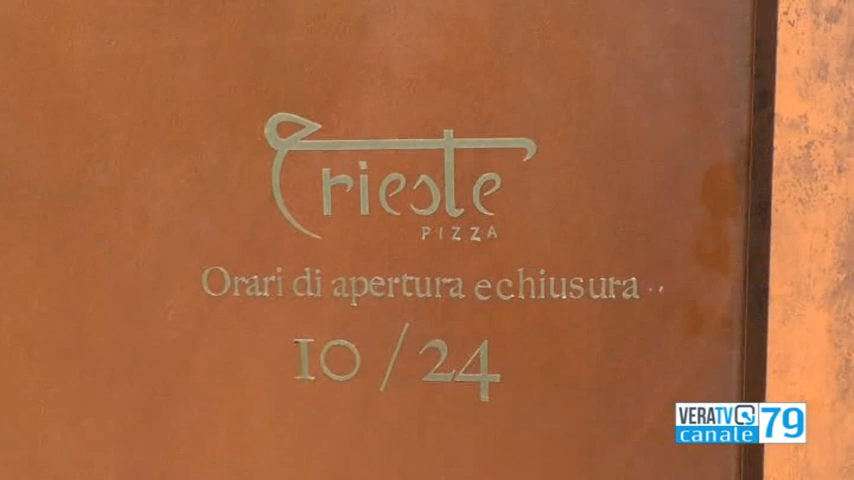 Trieste
PIZZA
Orari di apertura e chiusura
10/24
VERATV
canale 79